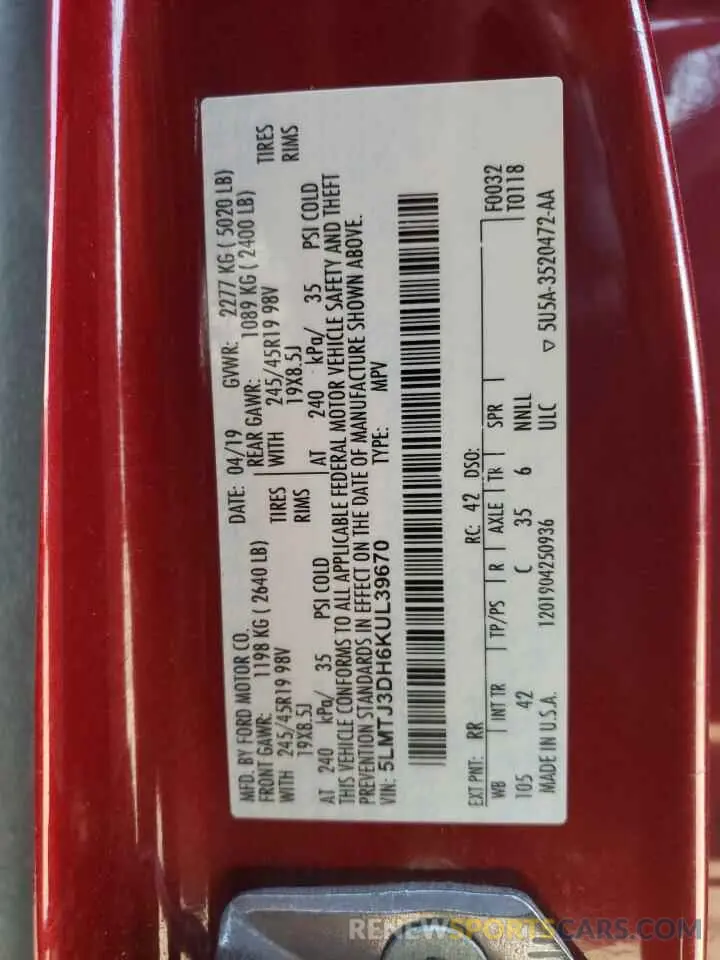 MFD. BY FORD MOTOR CO.
DATE: 04/19 GVWR: 2277 KG ( 5020 LB)
FRONT GAWR: 1198 KG ( 2640 LB) REAR GAWR: 1089 KG ( 2400 LB)
WITH 245/45R19 98V TIRES WITH 245/45R19 98V TIRES
19X8.5J RIMS 19X8.5J RIMS
AT 240 kPa/ 35 PSI COLD AT 240 kPa/ 35 PSI COLD
THIS VEHICLE CONFORMS TO ALL APPLICABLE FEDERAL MOTOR VEHICLE SAFETY AND THEFT
PREVENTION STANDARDS IN EFFECT ON THE DATE OF MANUFACTURE SHOWN ABOVE.
VIN: 5LMTJ3DH6KUL39670 TYPE: MPV
EXT PNT: RR RC: 42 DSO: F0032
WB INT TR TP/PS R AXLE TR SPR T0118
105 42 C 35 6 NNLL
MADE IN U.S.A. 1201904250936 ULC ▽ 5U5A-3520472-AA
RENEWSPORTSCARS.COM